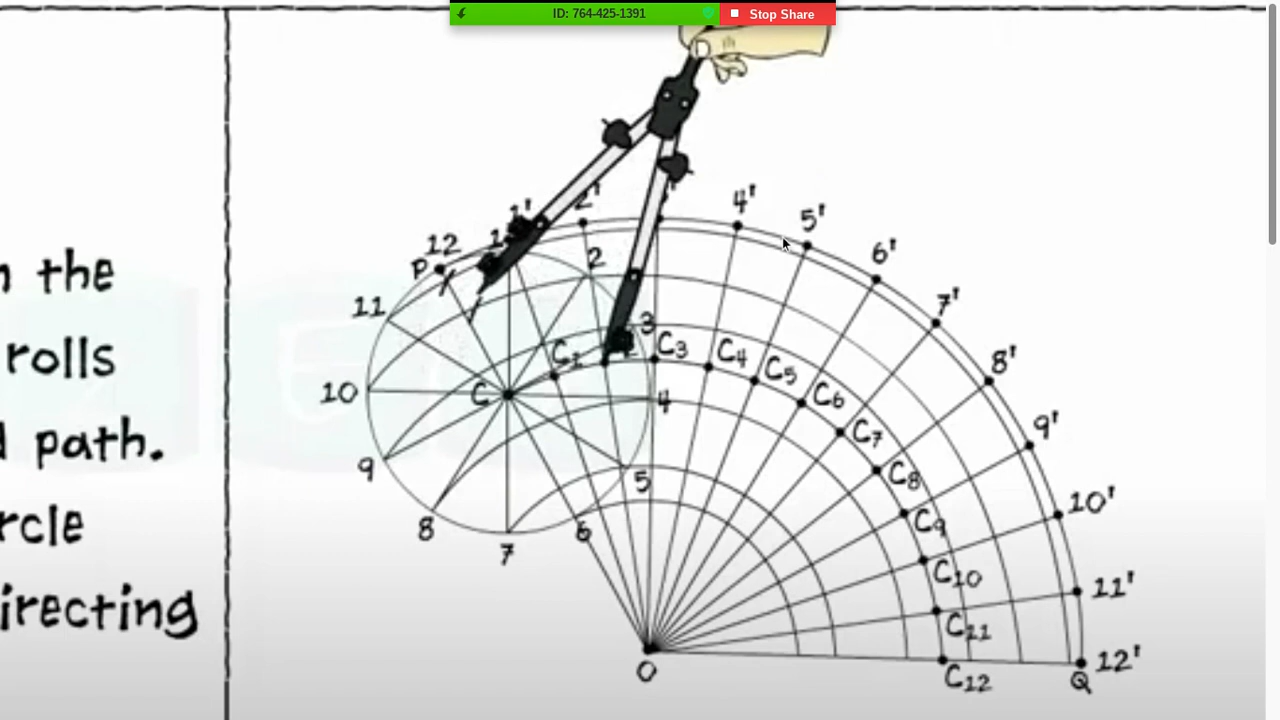 ID: 764-425-1391
Stop Share
the
rolls
path.
rcle
irecting
1'
2'
4'
5'
6'
7'
8'
9'
10'
11'
12'
P
12
11
10
9
8
7
6
5
4
3
2
1
C
C1
C3
C4
C5
C6
C7
C8
C9
C10
C11
C12
O
Q